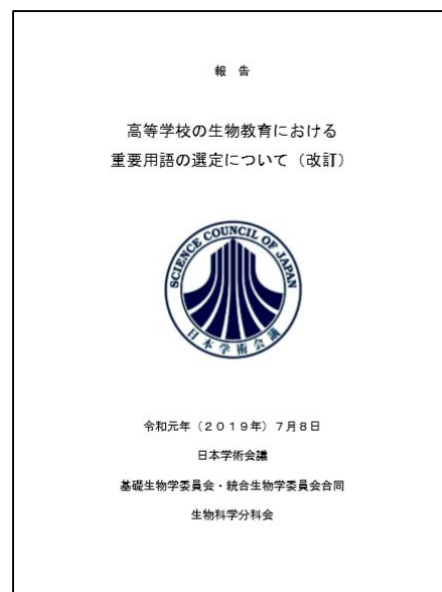 報 告
高等学校の生物教育における
重要用語の選定について（改訂）
SCIENCE COUNCIL OF JAPAN
日本学術会議
令和元年（２０１９年）７月８日
日本学術会議
基礎生物学委員会・統合生物学委員会合同
生物科学分科会